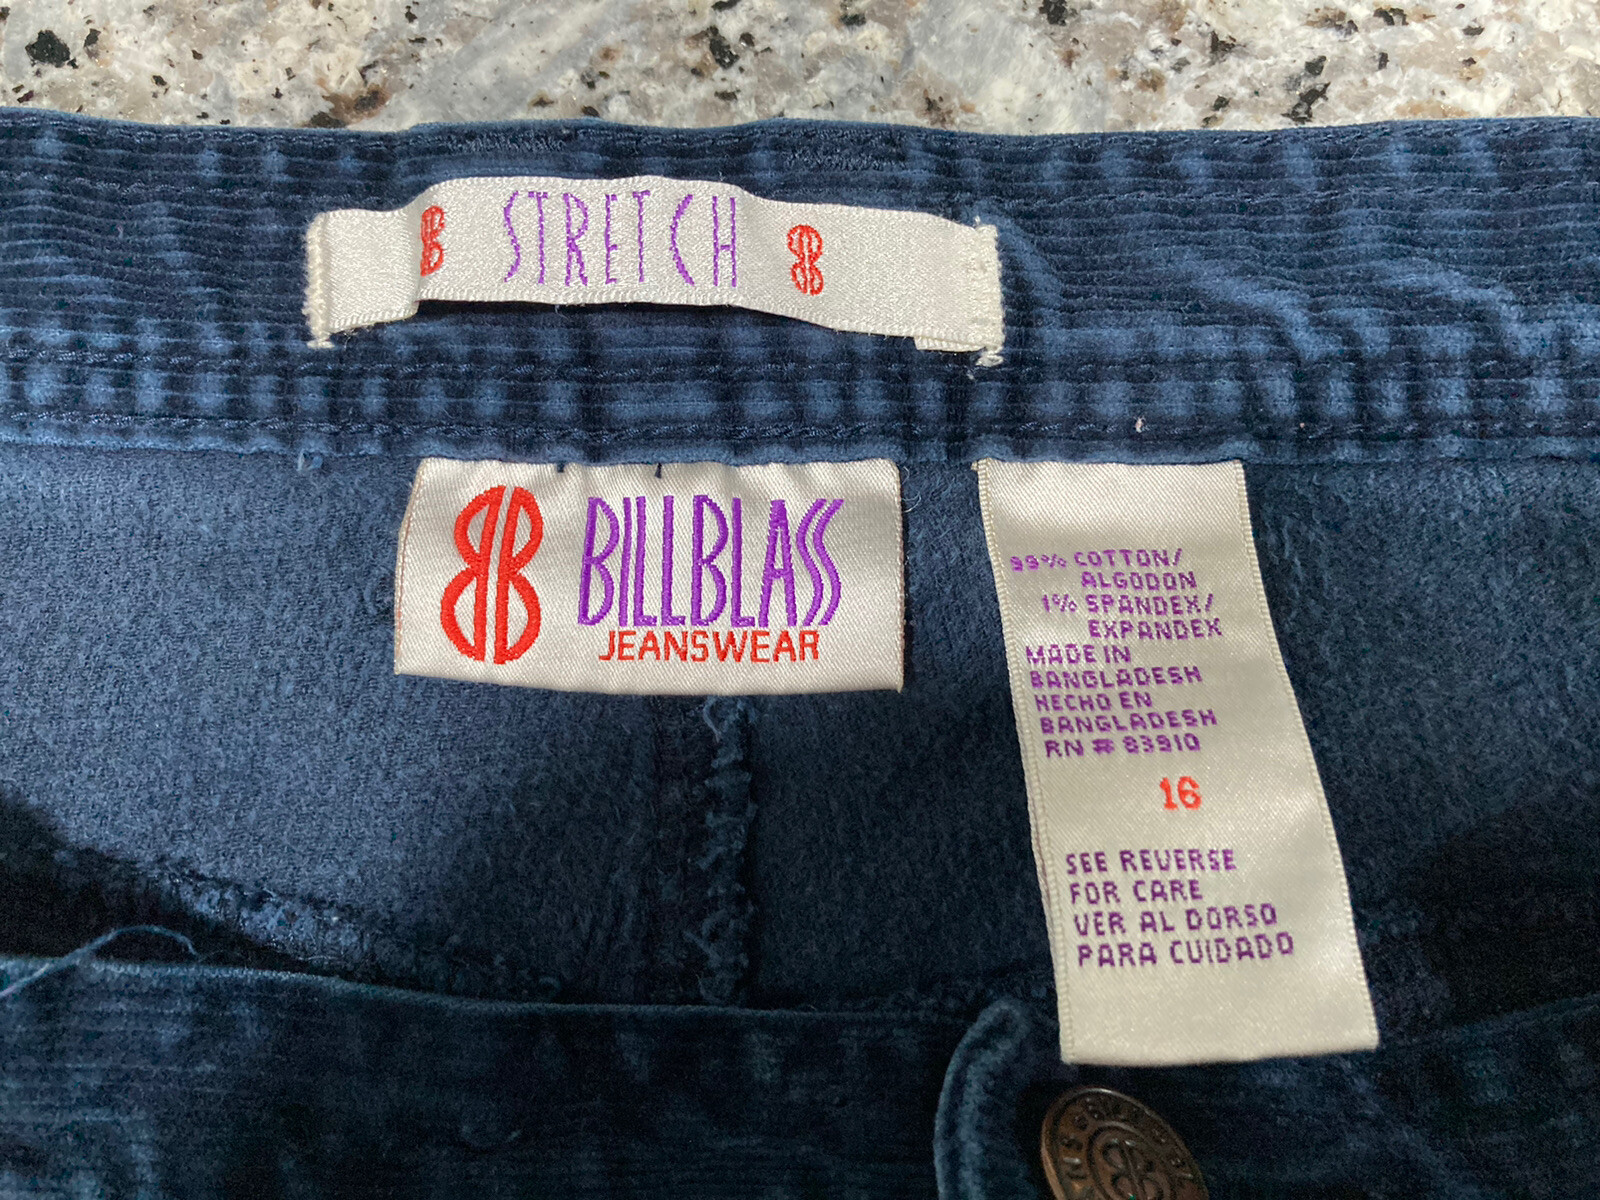 STRETCH
BILLBLASS
JEANSWEAR
99% COTTON/
ALGODON
1% SPANDEX/
EXPANDEX
MADE IN
BANGLADESH
HECHO EN
BANGLADESH
RN # 83910
16
SEE REVERSE
FOR CARE
VER AL DORSO
PARA CUIDADO